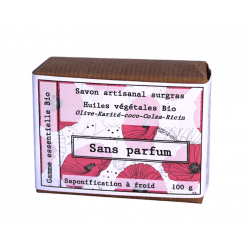 Savon artisanal surgras
Huiles végétales Bio
Olive-Karité-coco-Colza-Ricin
Sans parfum
Saponification à froid
100 g
Gamme essentielle Bio